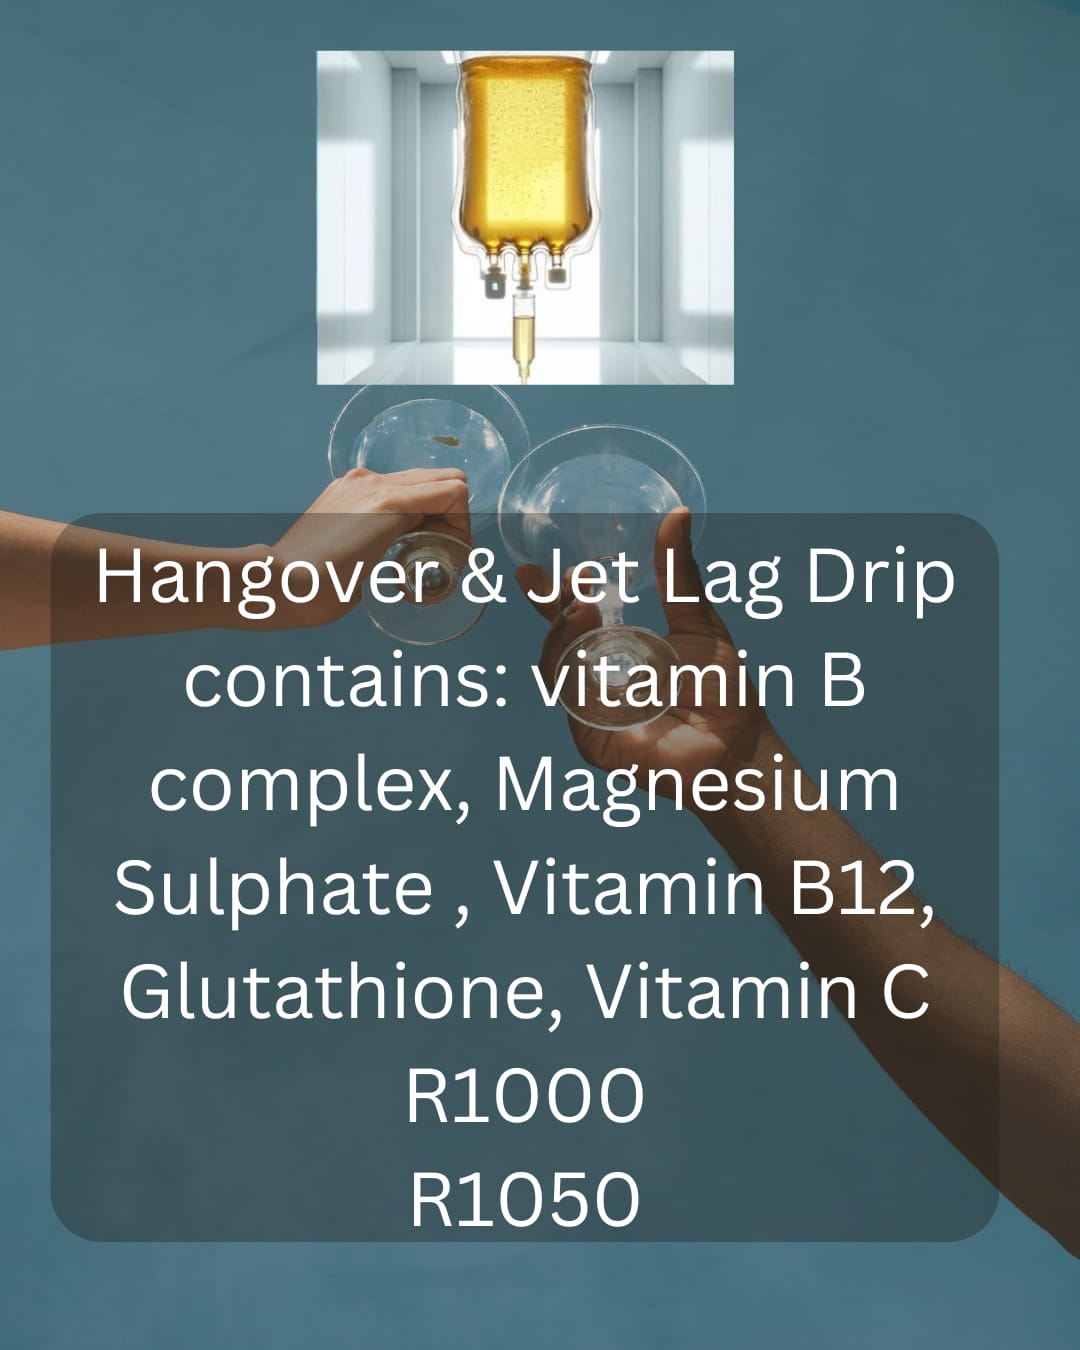 Hangover & Jet Lag Drip
contains: vitamin B
complex, Magnesium
Sulphate , Vitamin B12,
Glutathione, Vitamin C
R1000
R1050